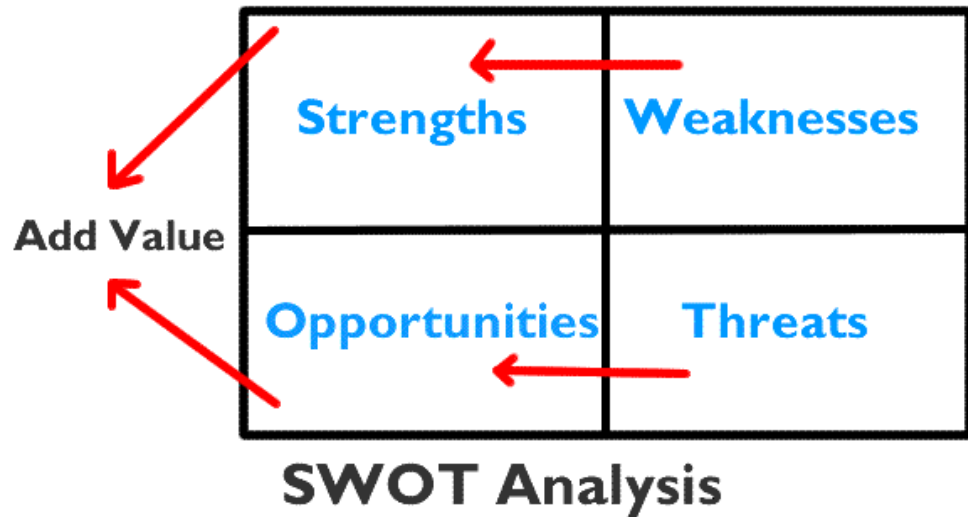 Strengths
Weaknesses
Add Value
Opportunities
Threats
SWOT Analysis